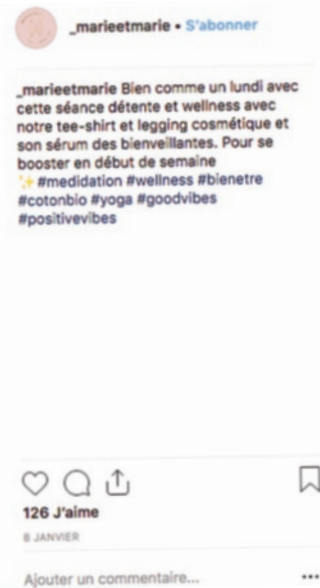 _marieetmarie • S'abonner
_marieetmarie Bien comme un lundi avec
cette séance détente et wellness avec
notre tee-shirt et legging cosmétique et
son sérum des bienveillantes. Pour se
booster en début de semaine
✨#medidation #wellness #bienetre
#cotonbio #yoga #goodvibes
#positivevibes
126 J'aime
8 JANVIER
Ajouter un commentaire...